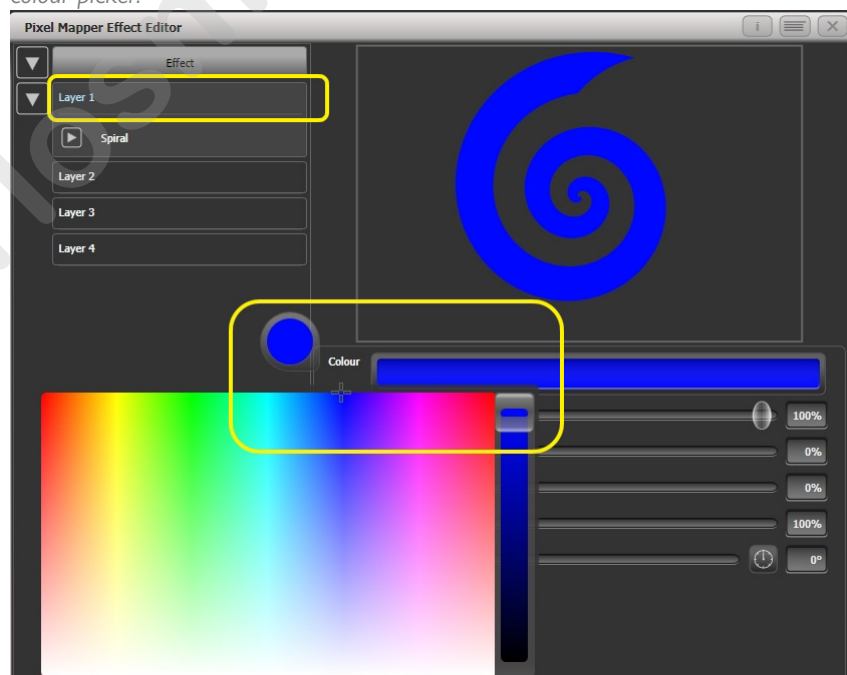 colour picker.
Pixel Mapper Effect Editor
Effect
Layer 1
Spiral
Layer 2
Layer 3
Layer 4
Colour
100%
0%
0%
100%
0°